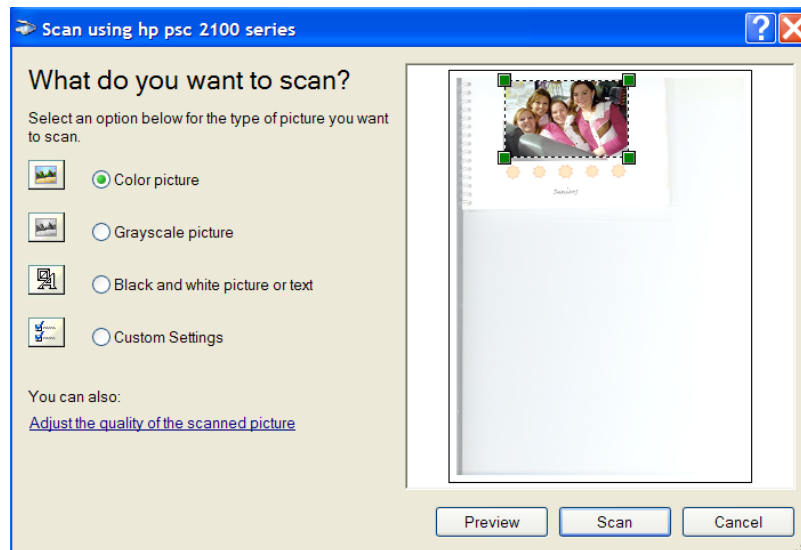 Scan using hp psc 2100 series
What do you want to scan?
Select an option below for the type of picture you want
to scan.
Color picture
Grayscale picture
Black and white picture or text
Custom Settings
You can also:
Adjust the quality of the scanned picture
Seniors
Preview
Scan
Cancel